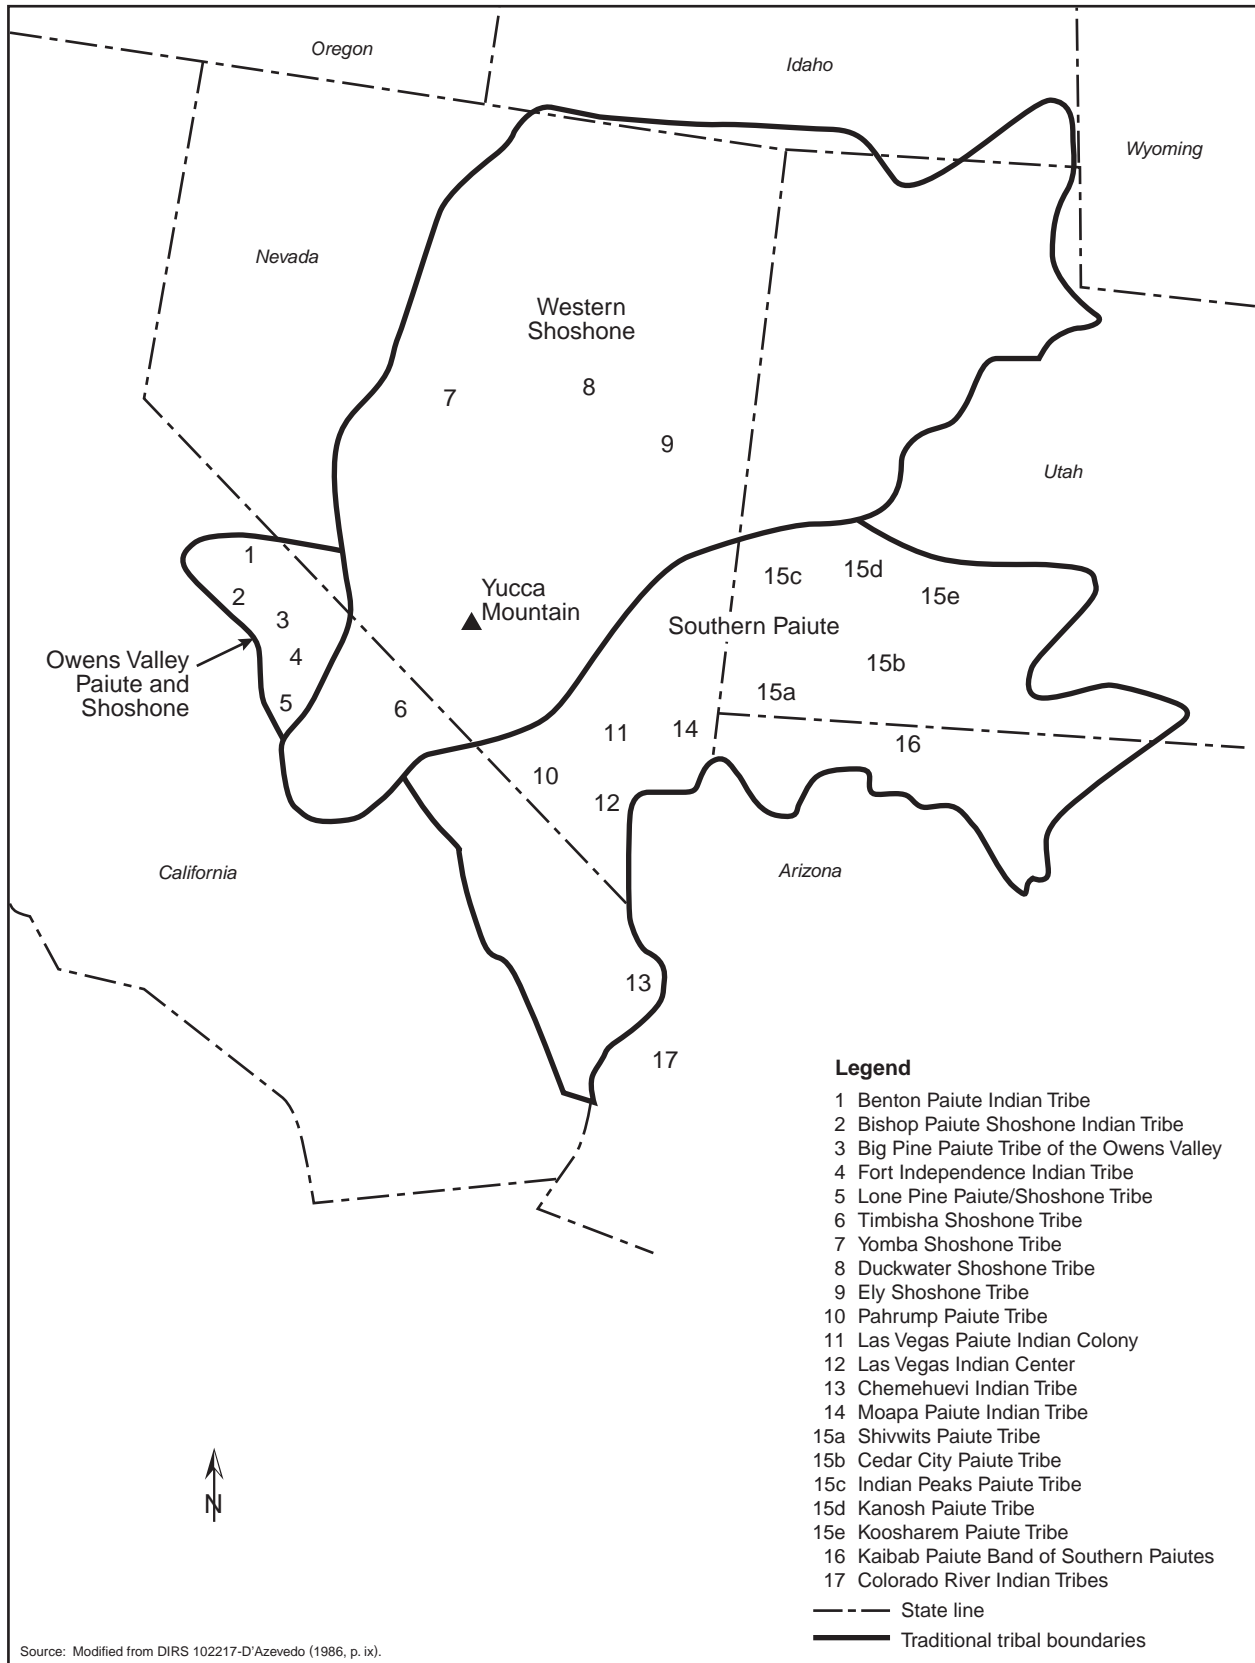 Oregon
Idaho
Wyoming
Nevada
Western
Shoshone
7
8
9
Utah
1
2
3
4
5
6
Yucca
Mountain
Owens Valley
Paiute and
Shoshone
15c
15d
15e
Southern Paiute
15b
15a
11
14
16
10
12
California
Arizona
13
17
Legend
1 Benton Paiute Indian Tribe
2 Bishop Paiute Shoshone Indian Tribe
3 Big Pine Paiute Tribe of the Owens Valley
4 Fort Independence Indian Tribe
5 Lone Pine Paiute/Shoshone Tribe
6 Timbisha Shoshone Tribe
7 Yomba Shoshone Tribe
8 Duckwater Shoshone Tribe
9 Ely Shoshone Tribe
10 Pahrump Paiute Tribe
11 Las Vegas Paiute Indian Colony
12 Las Vegas Indian Center
13 Chemehuevi Indian Tribe
14 Moapa Paiute Indian Tribe
15a Shivwits Paiute Tribe
15b Cedar City Paiute Tribe
15c Indian Peaks Paiute Tribe
15d Kanosh Paiute Tribe
15e Koosharem Paiute Tribe
16 Kaibab Paiute Band of Southern Paiutes
17 Colorado River Indian Tribes
State line
Traditional tribal boundaries
N
Source: Modified from DIRS 102217-D'Azevedo (1986, p. ix).